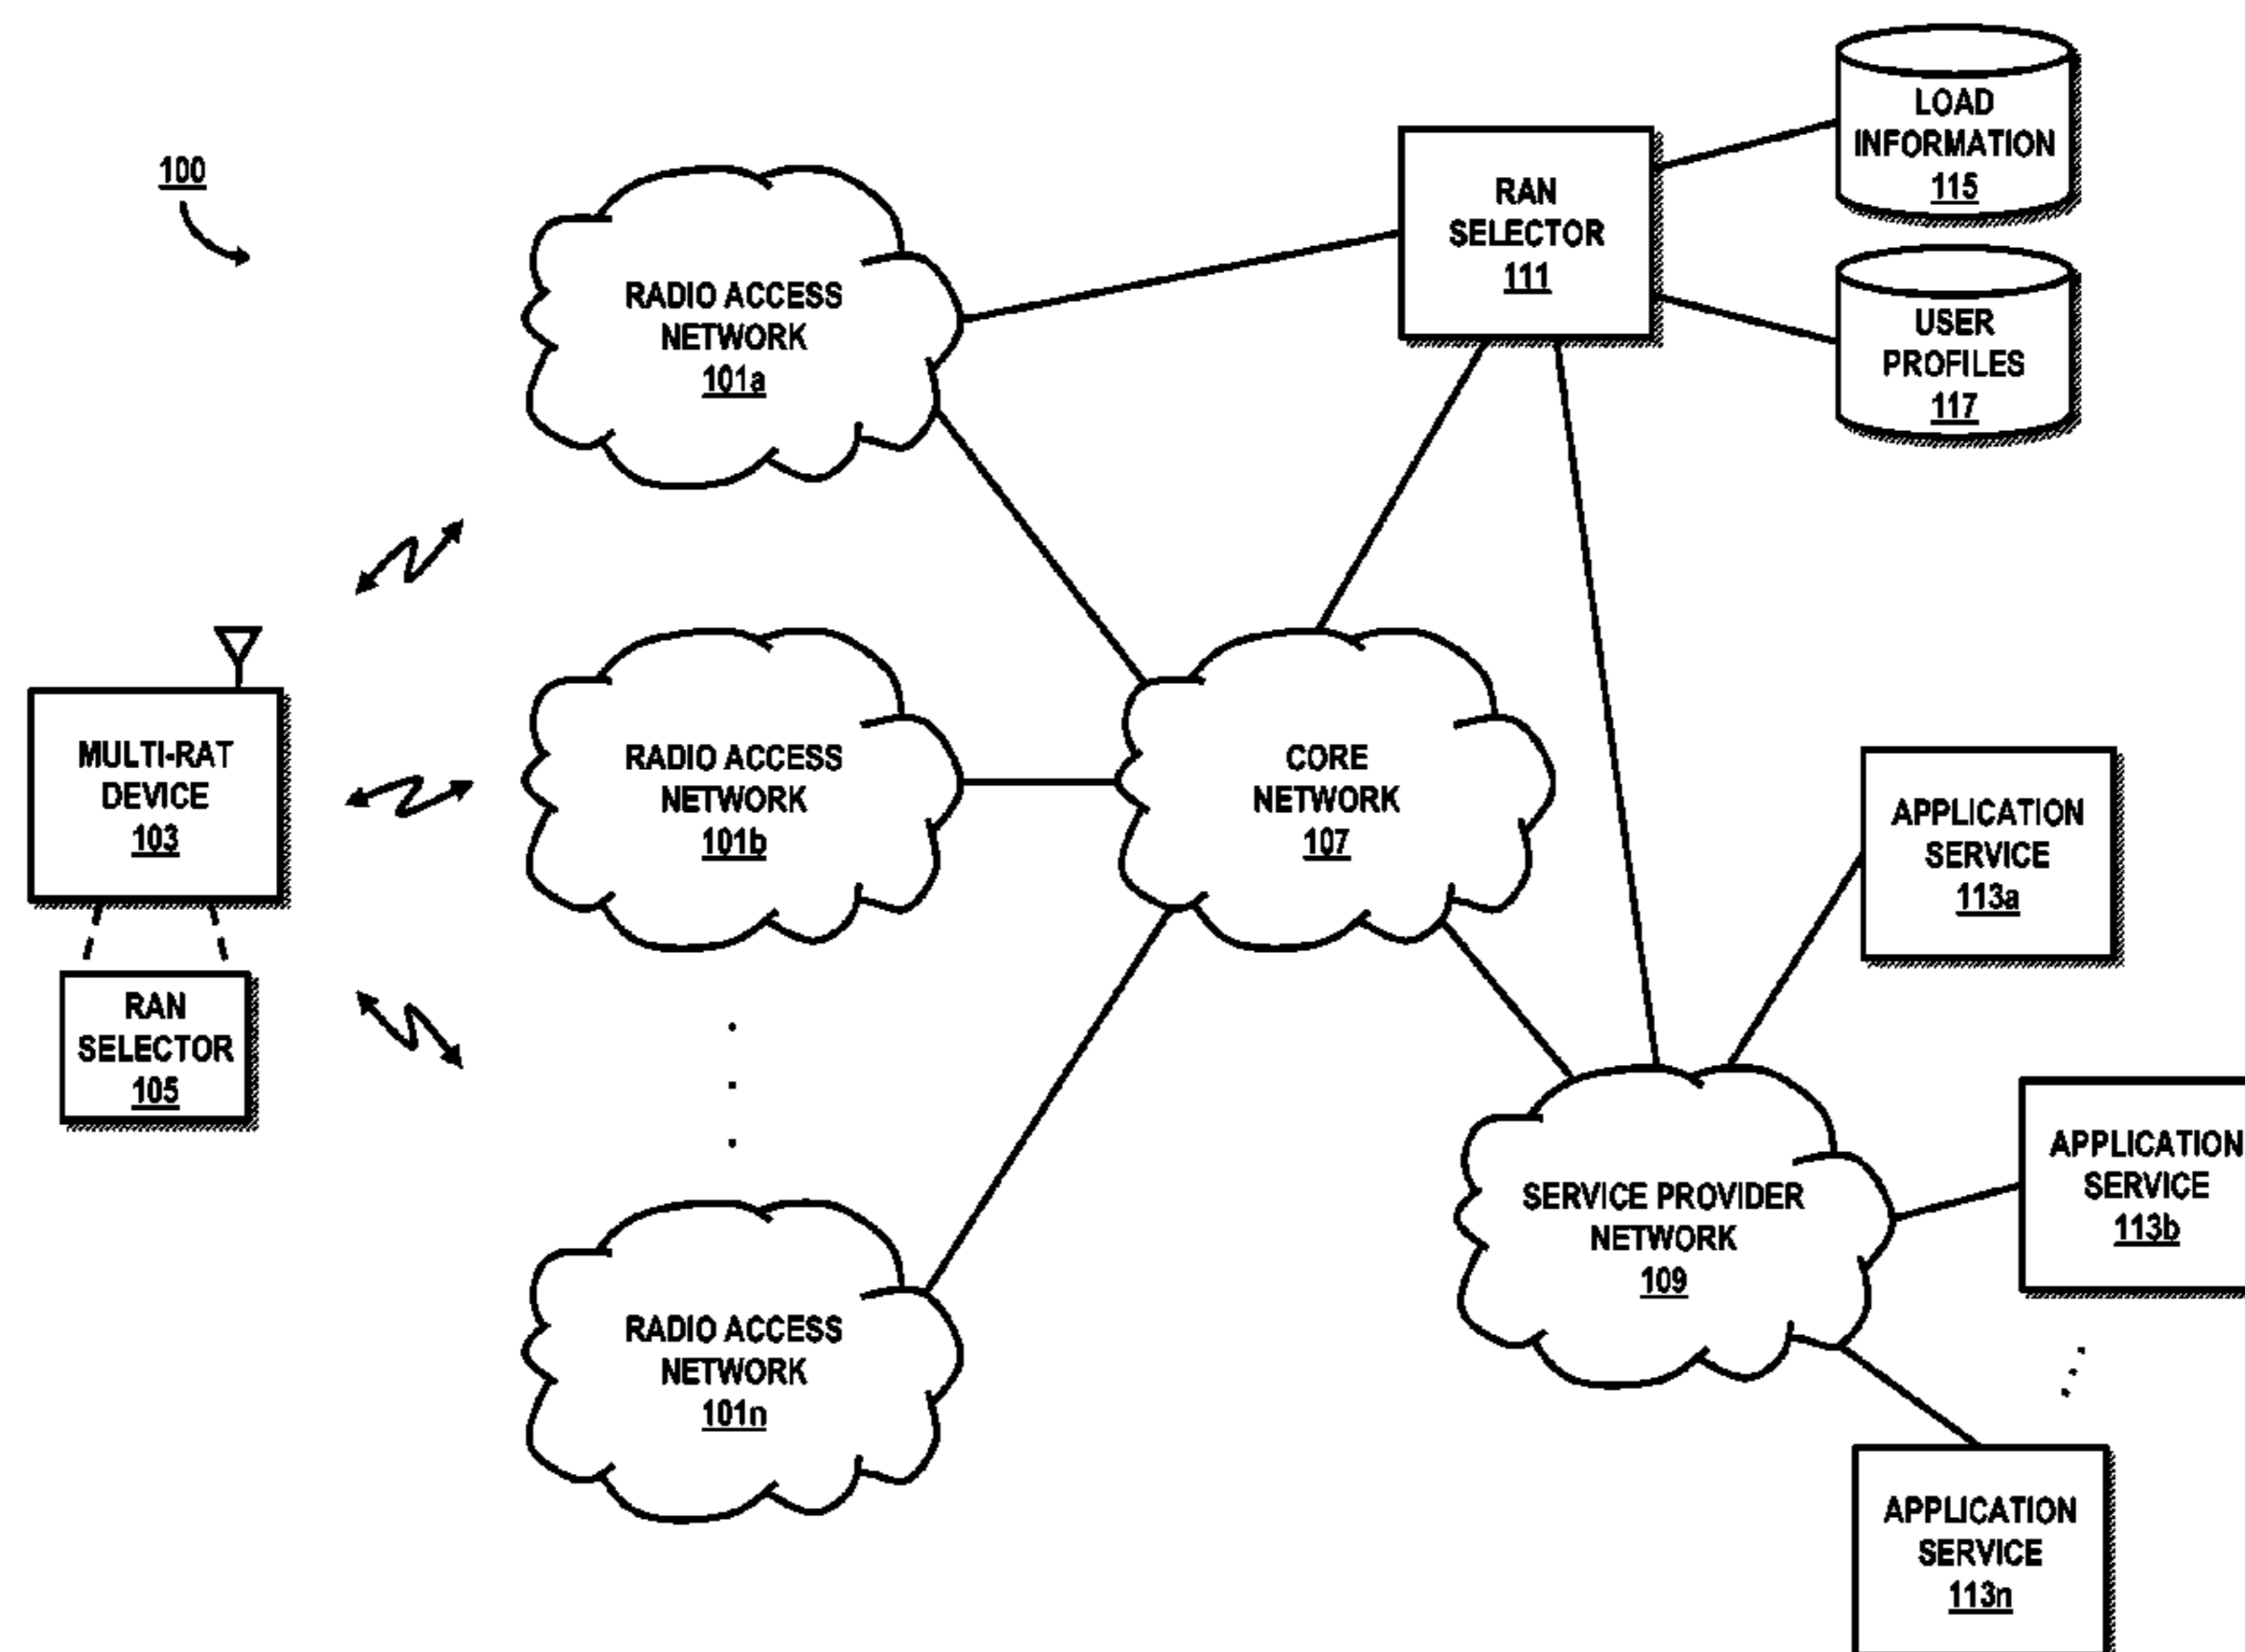 100
RADIO ACCESS
NETWORK
101a
RAN
SELECTOR
111
LOAD
INFORMATION
115
USER
PROFILES
117
MULTI-RAT
DEVICE
103
RAN
SELECTOR
105
RADIO ACCESS
NETWORK
101b
CORE
NETWORK
107
APPLICATION
SERVICE
113a
SERVICE PROVIDER
NETWORK
109
APPLICATION
SERVICE
113b
RADIO ACCESS
NETWORK
101n
APPLICATION
SERVICE
113n